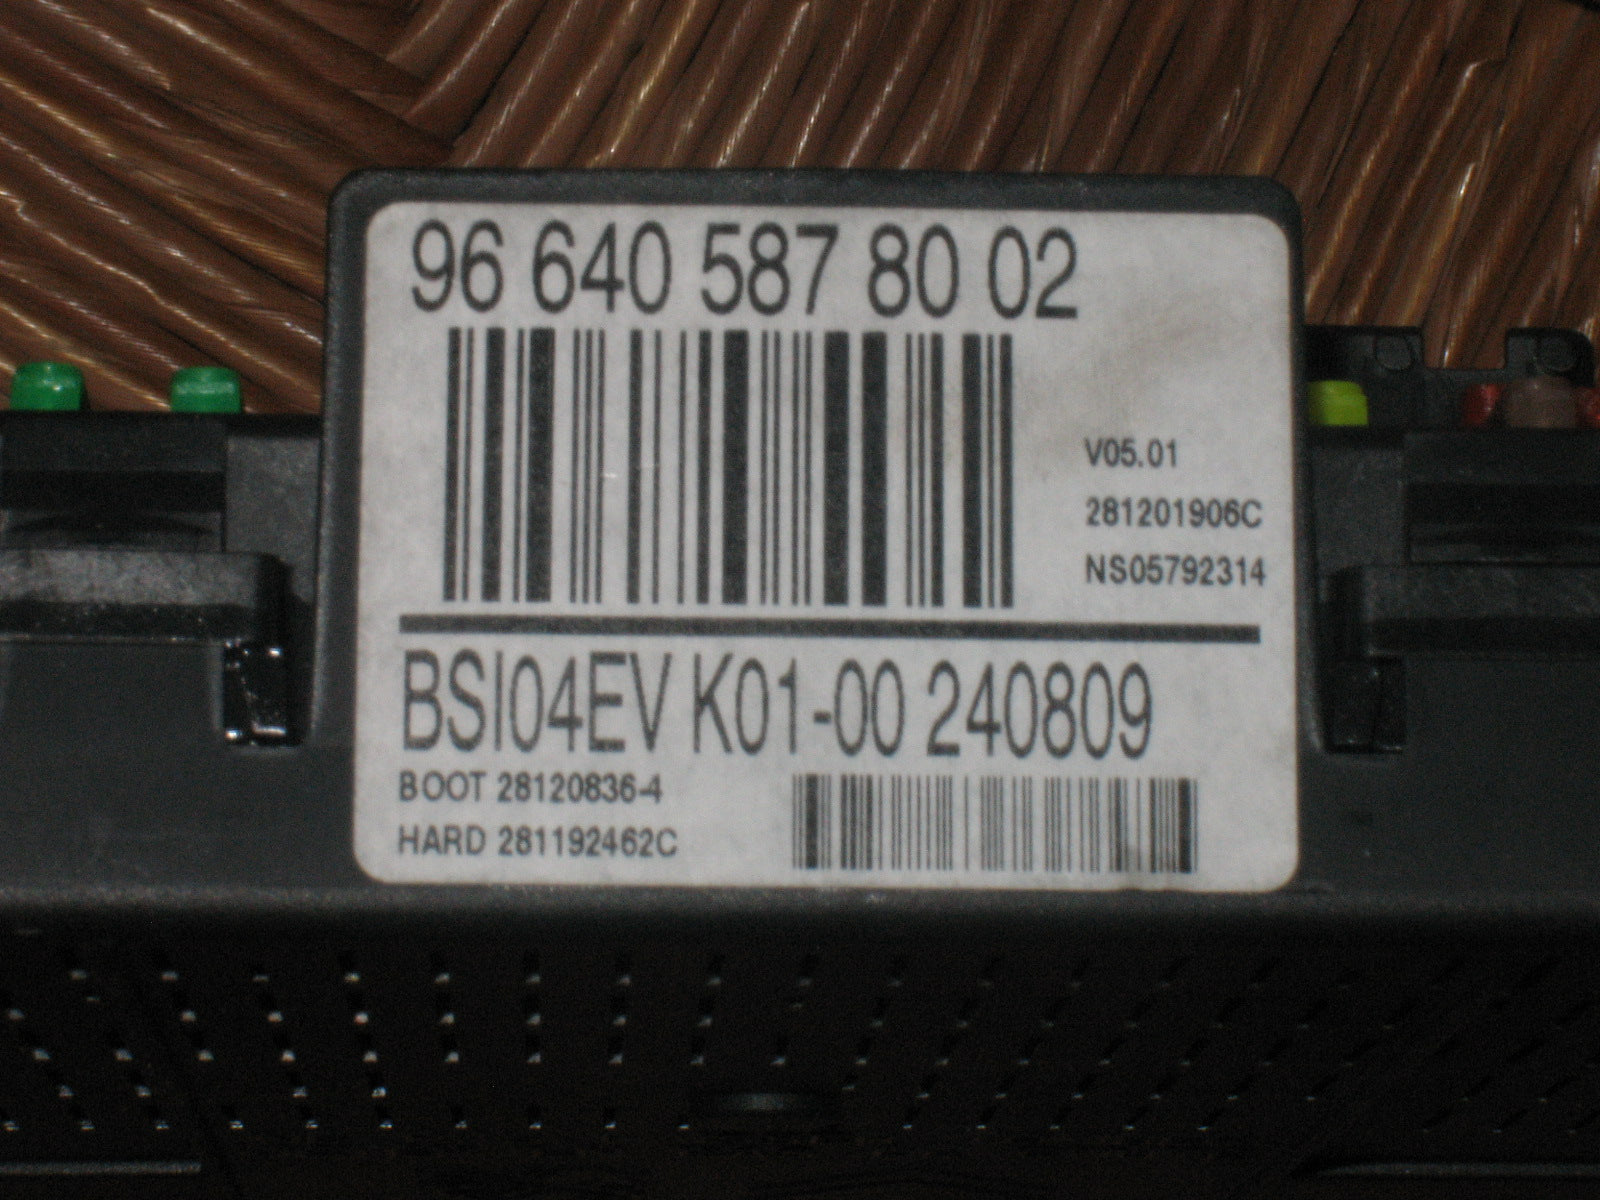 96 640 587 80 02
V05.01
281201906C
NS05792314
BSI04EV K01-00 240809
BOOT 28120836-4
HARD 281192462C